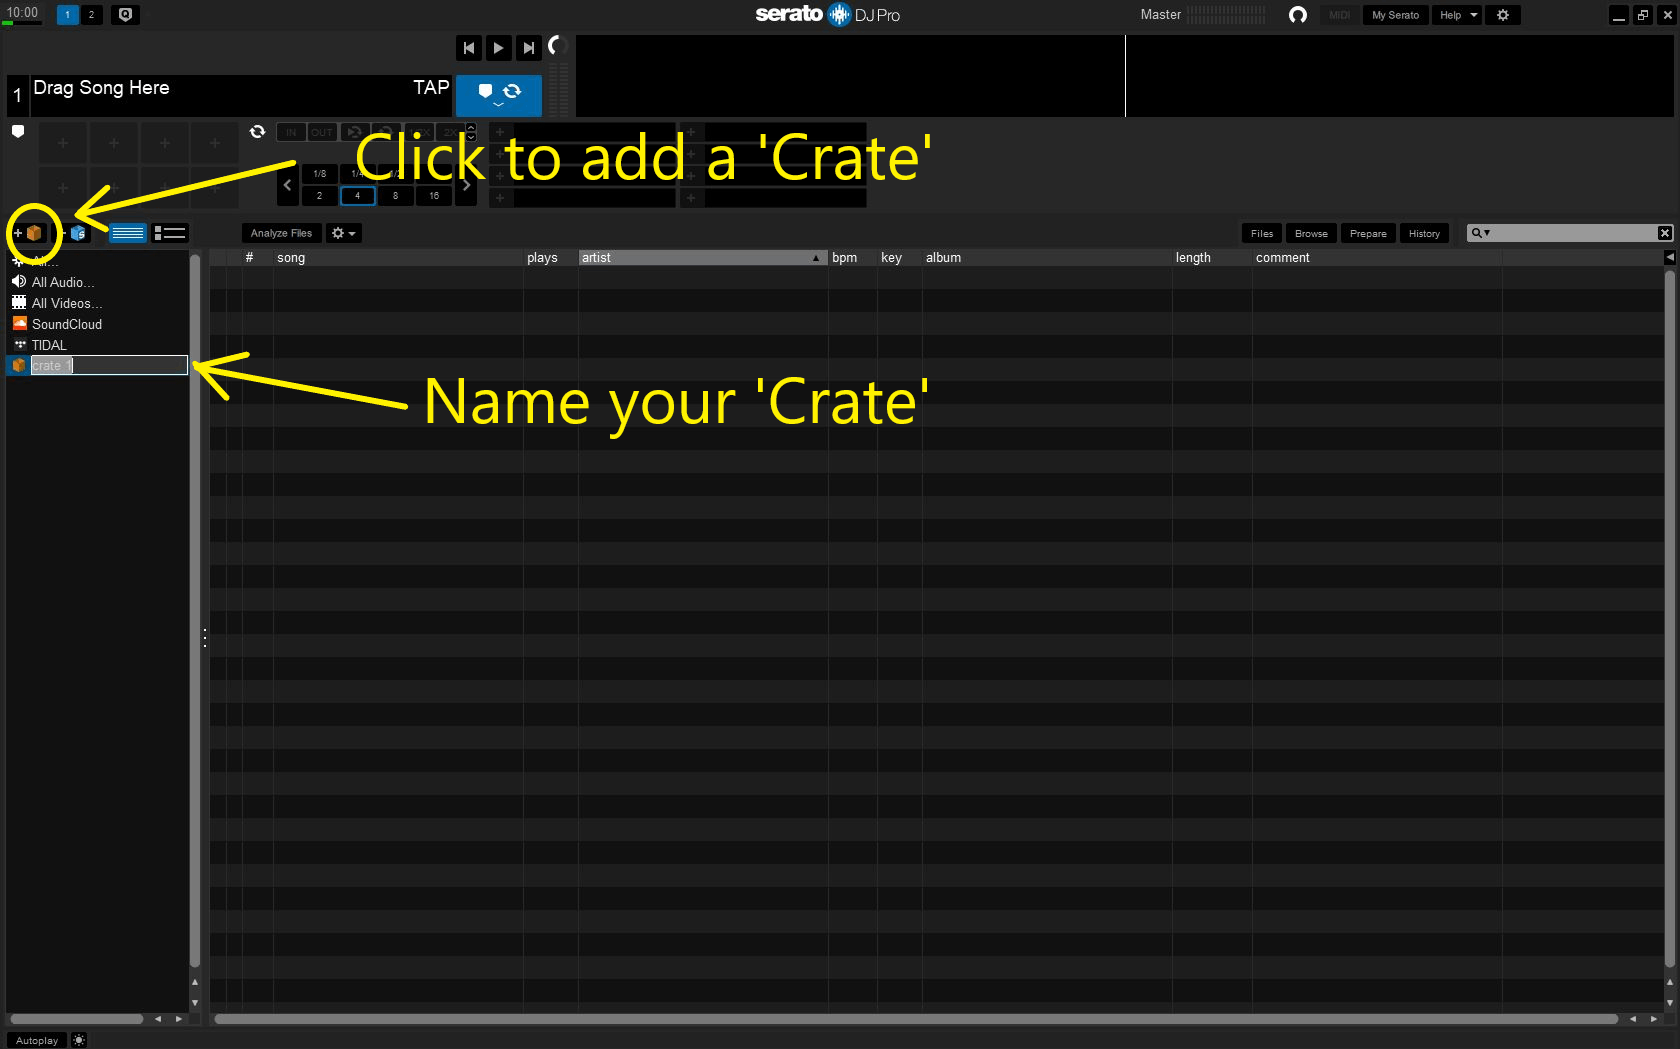 10:00
1 2
serato DJ Pro
Master
MIDI
My Serato
Help
1
Drag Song Here
TAP
IN OUT
2X
1/8
2 4 8 16
Click to add a 'Crate'
Analyze Files
Files
Browse
Prepare
History
# song plays artist bpm key album length comment
All...
All Audio...
All Videos...
SoundCloud
TIDAL
crate 1
Name your 'Crate'
Autoplay